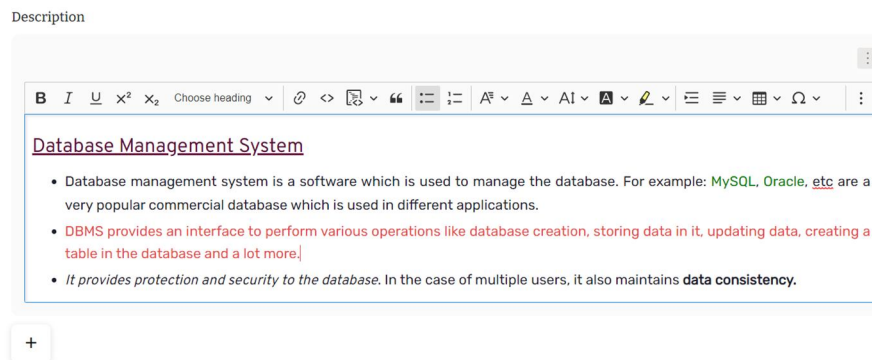 Description
B I U X² X₂ Choose heading
Database Management System
Database management system is a software which is used to manage the database. For example: MySQL, Oracle, etc are a
very popular commercial database which is used in different applications.
DBMS provides an interface to perform various operations like database creation, storing data in it, updating data, creating a
table in the database and a lot more.
It provides protection and security to the database. In the case of multiple users, it also maintains data consistency.